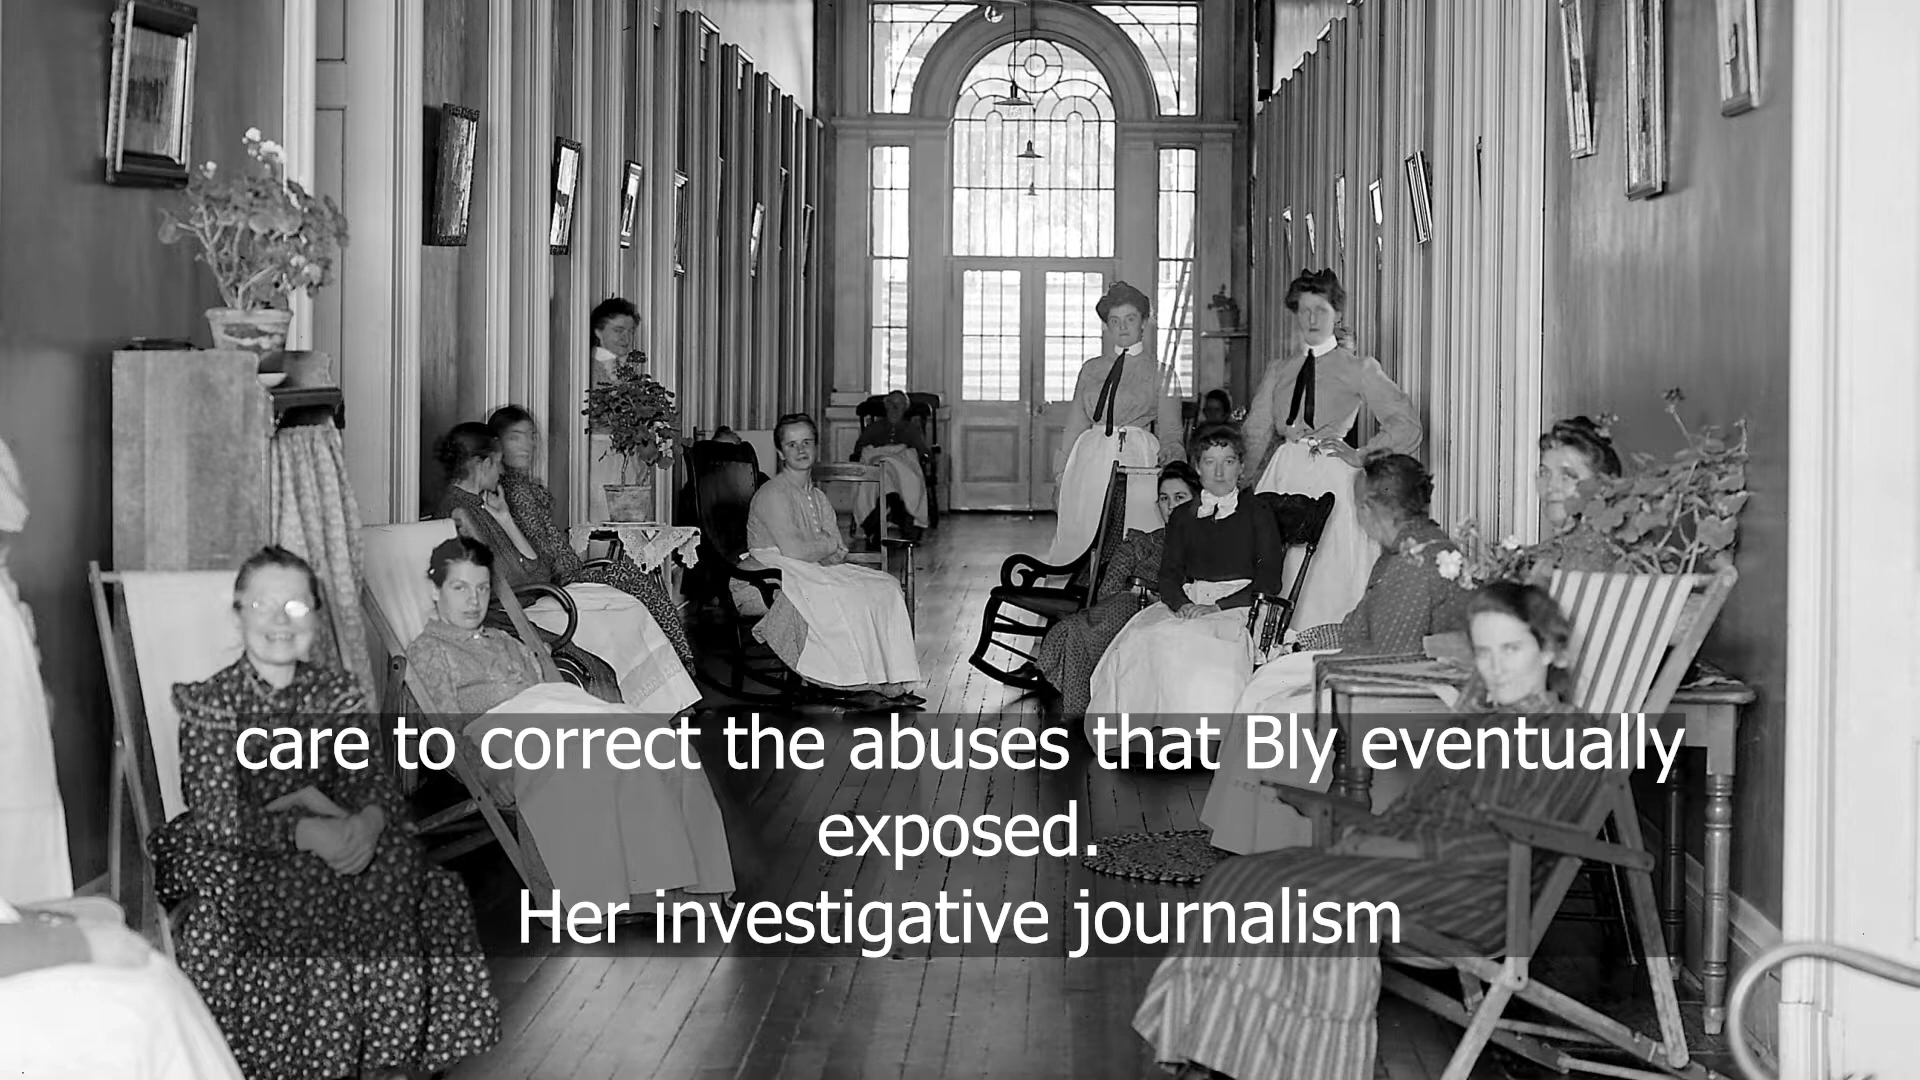 care to correct the abuses that Bly eventually
exposed.
Her investigative journalism